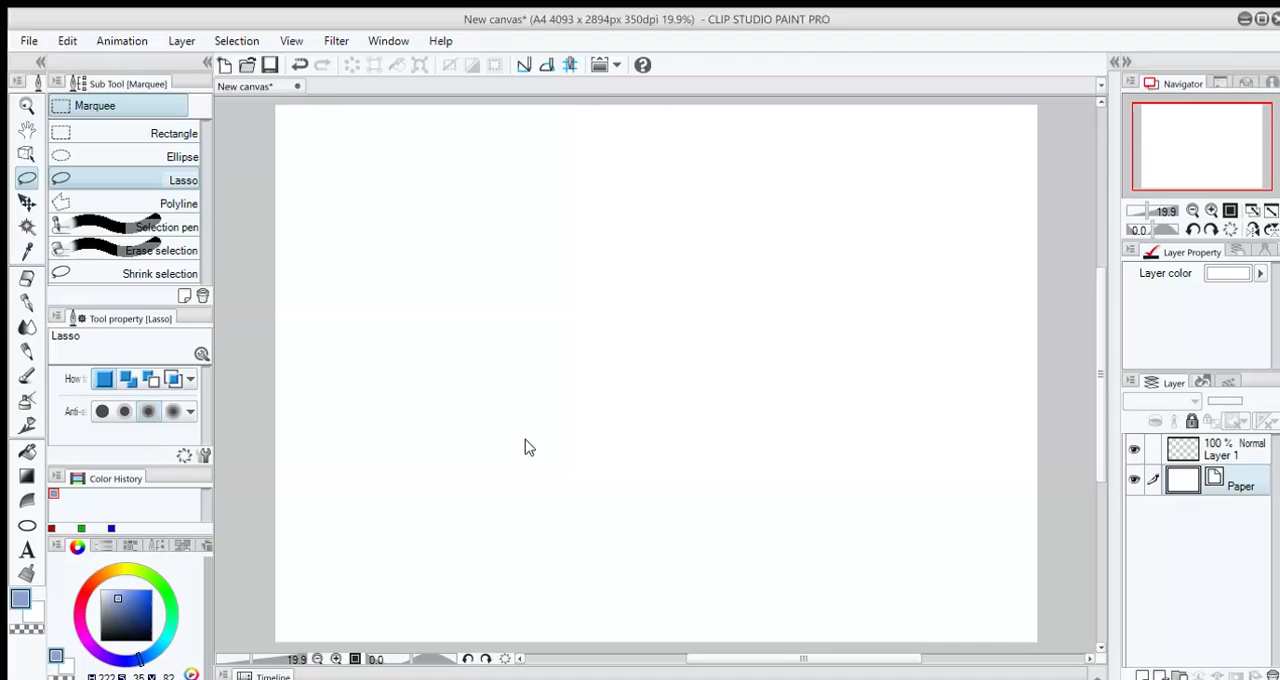 New canvas* (A4 4093 x 2894px 350dpi 19.9%) - CLIP STUDIO PAINT PRO
File Edit Animation Layer Selection View Filter Window Help
Sub Tool [Marquee]
New canvas*
Navigator
Marquee
Rectangle
Ellipse
Lasso
Polyline
Selection pen
Erase selection
Shrink selection
19.9
0.0
Layer Property
Layer color
Tool property [Lasso]
Lasso
How t
Anti-a
Layer
100 % Normal
Layer 1
Paper
Color History
A
19.9 0.0
Timeline
H 222 S 35 V 82